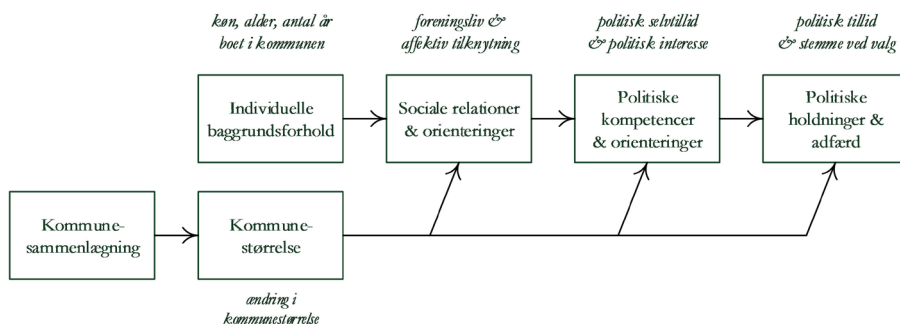 køn, alder, antal år
boet i kommunen
foreningsliv &
affektiv tilknytning
politisk selvtillid
& politisk interesse
politisk tillid
& stemme ved valg
Individuelle
baggrundsforhold
Sociale relationer
& orienteringer
Politiske
kompetencer
& orienteringer
Politiske
holdninger &
adfærd
Kommune-
sammenlægning
Kommune-
størrelse
ændring i
kommunestørrelse